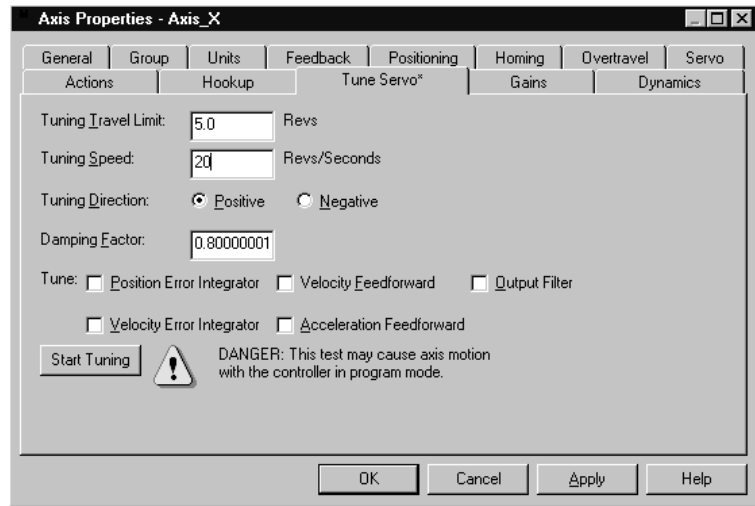 Axis Properties - Axis_X
General Group Units Feedback Positioning Homing Overtravel Servo
Actions Hookup Tune Servo* Gains Dynamics
Tuning Travel Limit: 5.0 Revs
Tuning Speed: 20 Revs/Seconds
Tuning Direction: Positive Negative
Damping Factor: 0.80000001
Tune: Position Error Integrator Velocity Feedforward Output Filter
Velocity Error Integrator Acceleration Feedforward
Start Tuning DANGER: This test may cause axis motion
with the controller in program mode.
OK Cancel Apply Help